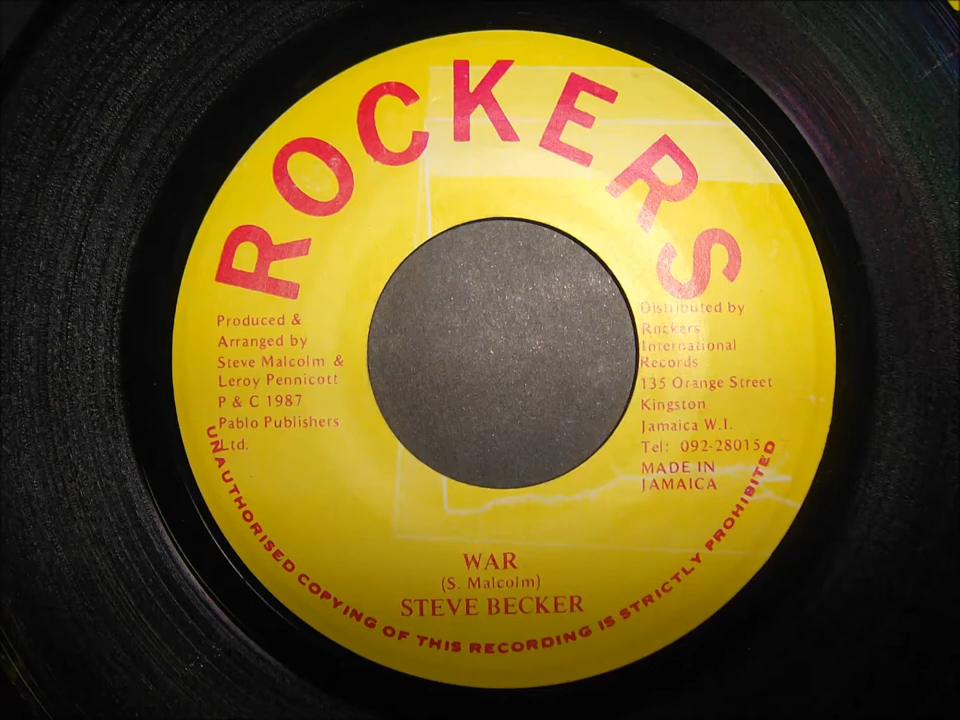 ROCKERS
Produced &
Arranged by
Steve Malcolm &
Leroy Pennicott
P & C 1987
Pablo Publishers
Ltd.
Distributed by
Rockers
International
Records
135 Orange Street
Kingston
Jamaica W.I.
Tel: 092-28015
MADE IN
JAMAICA
WAR
(S. Malcolm)
STEVE BECKER
UNAUTHORISED COPYING OF THIS RECORDING IS STRICTLY PROHIBITED